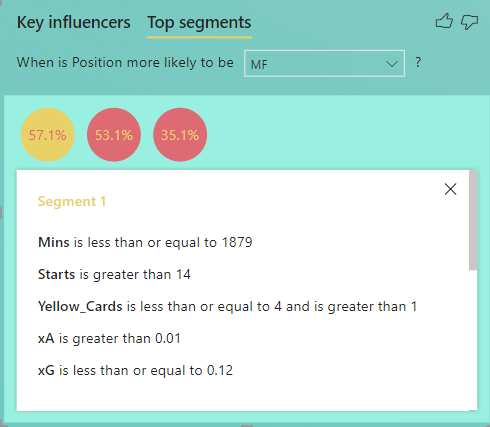 Key influencers Top segments
When is Position more likely to be MF ?
57.1% 53.1% 35.1%
Segment 1
Mins is less than or equal to 1879
Starts is greater than 14
Yellow_Cards is less than or equal to 4 and is greater than 1
xA is greater than 0.01
xG is less than or equal to 0.12